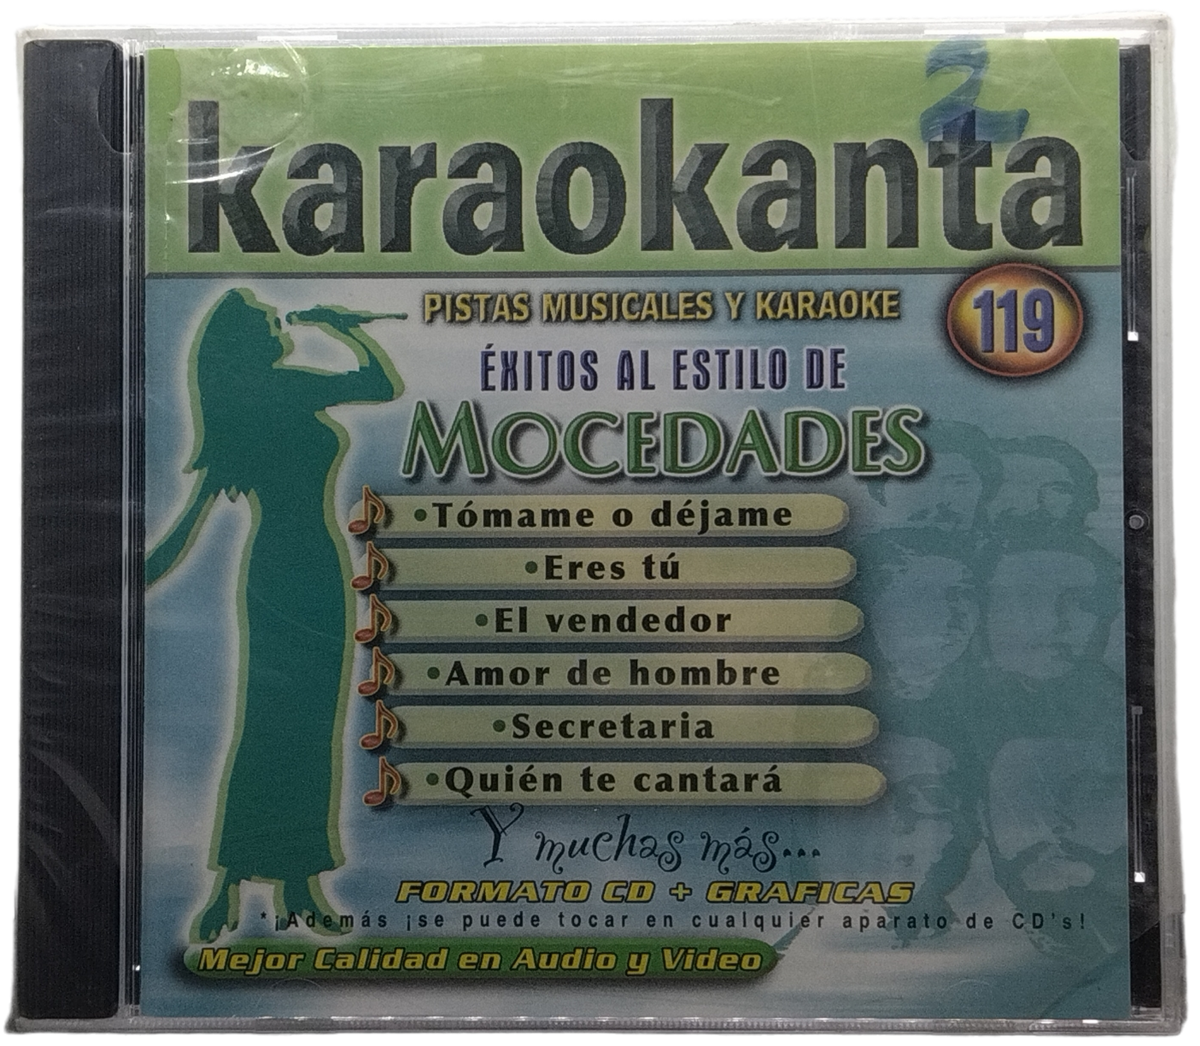 2
karaokanta
PISTAS MUSICALES Y KARAOKE
119
ÉXITOS AL ESTILO DE
MOCEDADES
•Tómame o déjame
•Eres tú
•El vendedor
•Amor de hombre
•Secretaria
•Quién te cantará
Y muchas más...
FORMATO CD + GRAFICAS
*¡Además ¡se puede tocar en cualquier aparato de CD's!
Mejor Calidad en Audio y Video